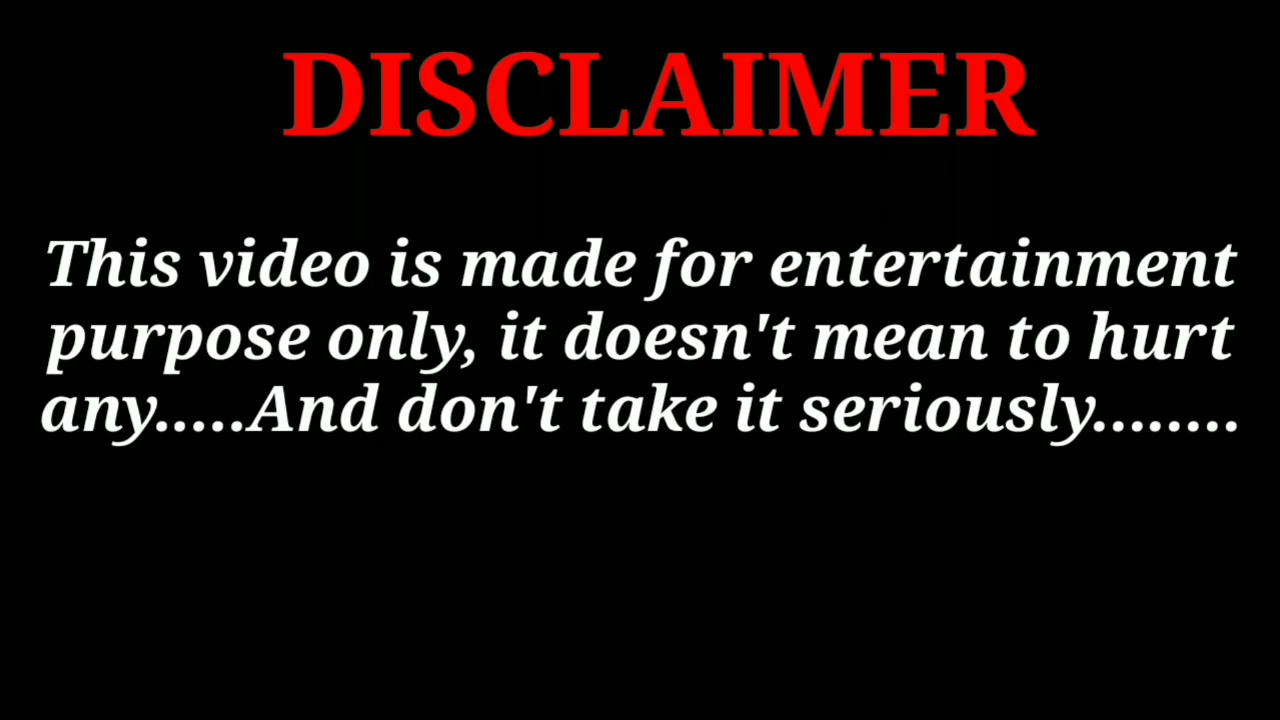 DISCLAIMER
This video is made for entertainment
purpose only, it doesn't mean to hurt
any.....And don't take it seriously........